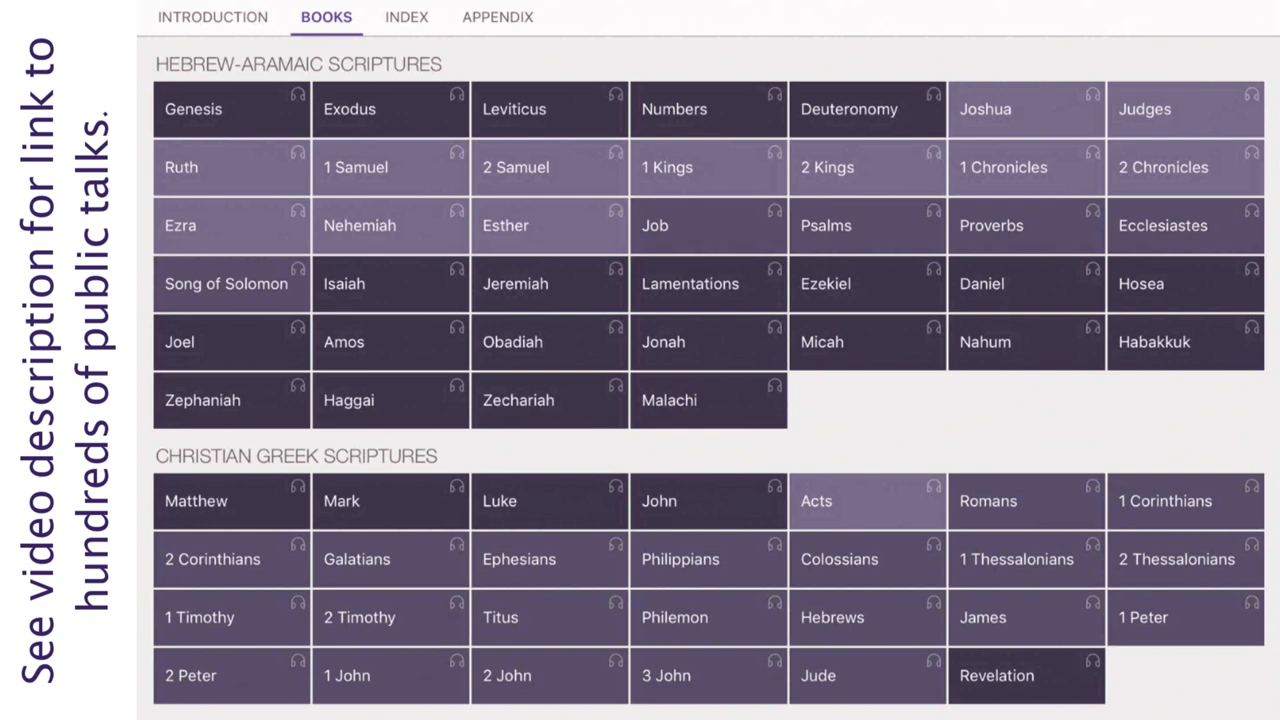 See video description for link to
hundreds of public talks.
INTRODUCTION BOOKS INDEX APPENDIX
HEBREW-ARAMAIC SCRIPTURES
Genesis Exodus Leviticus Numbers Deuteronomy Joshua Judges
Ruth 1 Samuel 2 Samuel 1 Kings 2 Kings 1 Chronicles 2 Chronicles
Ezra Nehemiah Esther Job Psalms Proverbs Ecclesiastes
Song of Solomon Isaiah Jeremiah Lamentations Ezekiel Daniel Hosea
Joel Amos Obadiah Jonah Micah Nahum Habakkuk
Zephaniah Haggai Zechariah Malachi
CHRISTIAN GREEK SCRIPTURES
Matthew Mark Luke John Acts Romans 1 Corinthians
2 Corinthians Galatians Ephesians Philippians Colossians 1 Thessalonians 2 Thessalonians
1 Timothy 2 Timothy Titus Philemon Hebrews James 1 Peter
2 Peter 1 John 2 John 3 John Jude Revelation